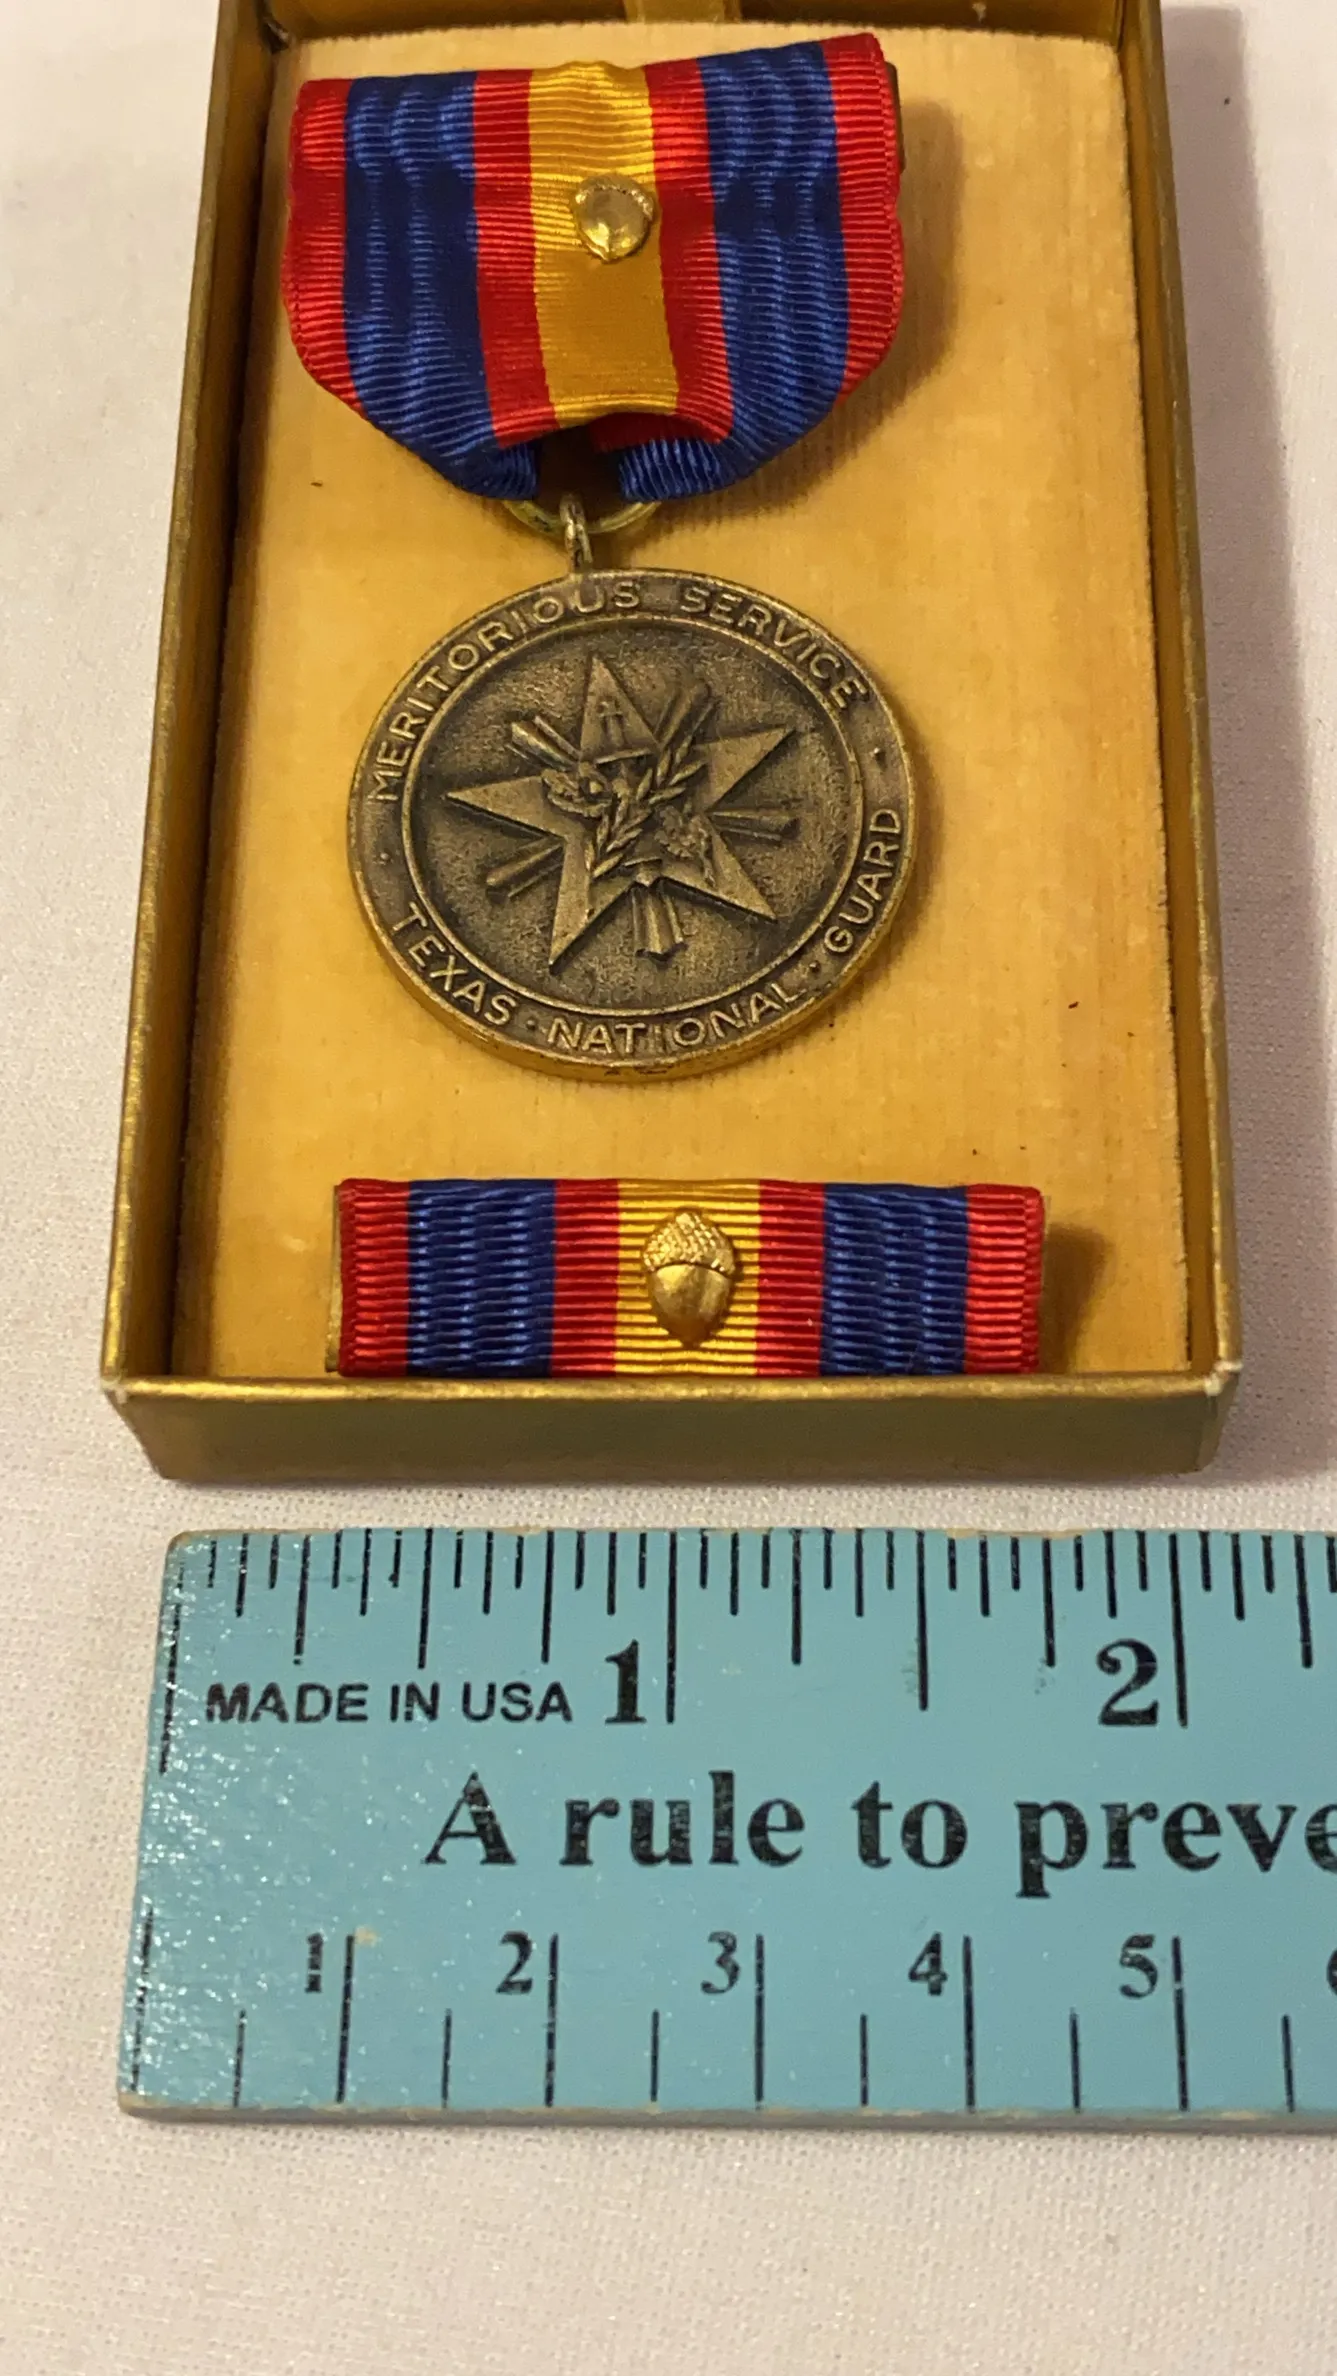 MERITORIOUS SERVICE
TEXAS · NATIONAL · GUARD
1 2
MADE IN USA
A rule to preve
1 2 3 4 5